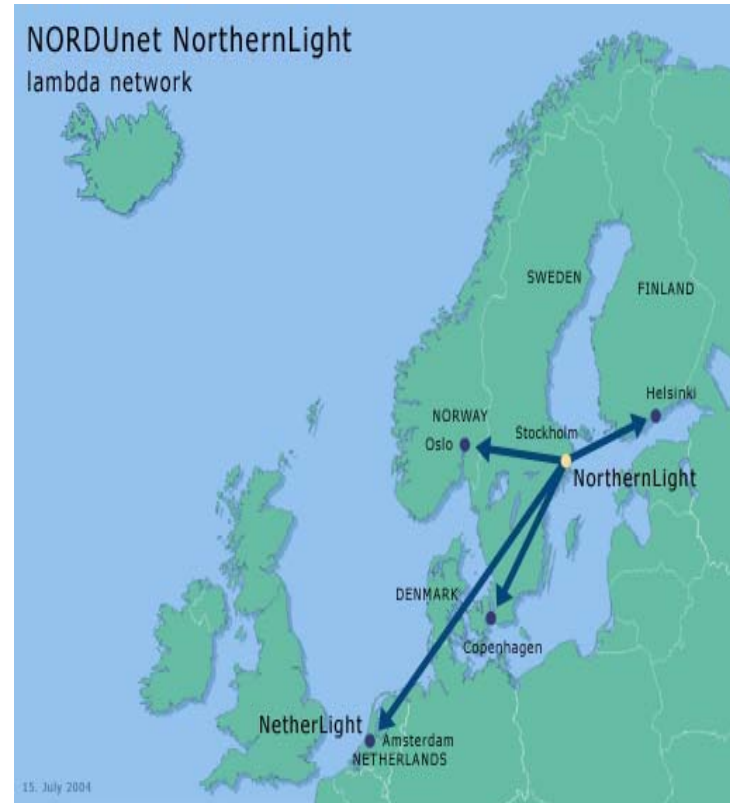 NORDUnet NorthernLight
lambda network
SWEDEN
FINLAND
Helsinki
NORWAY
Stockholm
Oslo
NorthernLight
DENMARK
Copenhagen
NetherLight
Amsterdam
NETHERLANDS
15. July 2004